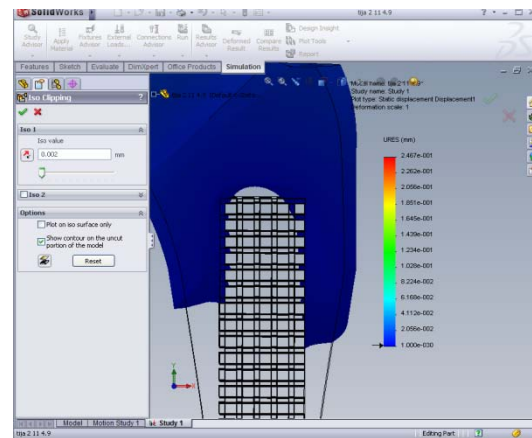 SolidWorks
tija 2 11 4.9
Study Advisor
Apply Material
Fixtures Advisor
External Loads...
Connections Advisor
Run
Results Advisor
Deformed Result
Compare Results
Design Insight
Plot Tools
Report
Features
Sketch
Evaluate
DimXpert
Office Products
Simulation
Iso Clipping
?
Study name: Study 1
Plot type: Static displacement Displacement1
Deformation scale: 1
Iso 1
Iso value
0.002
mm
Iso 2
Options
Plot on iso surface only
Show contour on the uncut
portion of the model
Reset
URES (mm)
2.467e-001
2.262e-001
2.056e-001
1.851e-001
1.645e-001
1.439e-001
1.234e-001
1.028e-001
8.224e-002
6.168e-002
4.112e-002
2.056e-002
1.000e-030
Y
X
Model
Motion Study 1
Study 1
tija 2 11 4.9
Editing Part